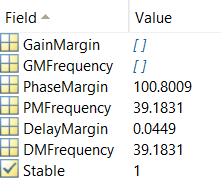 Field Value
GainMargin []
GMFrequency []
PhaseMargin 100.8009
PMFrequency 39.1831
DelayMargin 0.0449
DMFrequency 39.1831
Stable 1